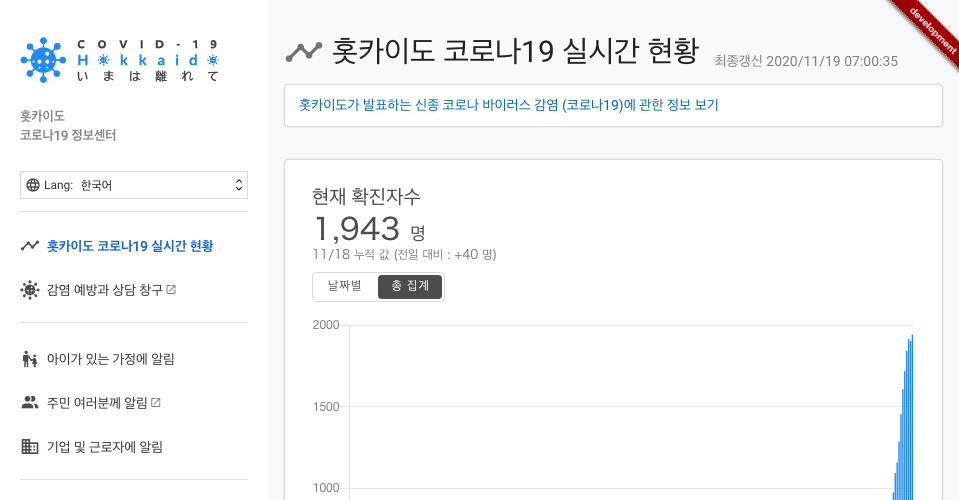 COVID-19
Hokkaido
いまは離れて
홋카이도
코로나19 정보센터
Lang: 한국어
홋카이도 코로나19 실시간 현황
감염 예방과 상담 창구
아이가 있는 가정에 알림
주민 여러분께 알림
기업 및 근로자에 알림
development
홋카이도 코로나19 실시간 현황
최종갱신 2020/11/19 07:00:35
홋카이도가 발표하는 신종 코로나 바이러스 감염 (코로나19)에 관한 정보 보기
현재 확진자수
1,943 명
11/18 누적 값 (전일 대비 : +40 명)
날짜별 총 집계
2000
1500
1000